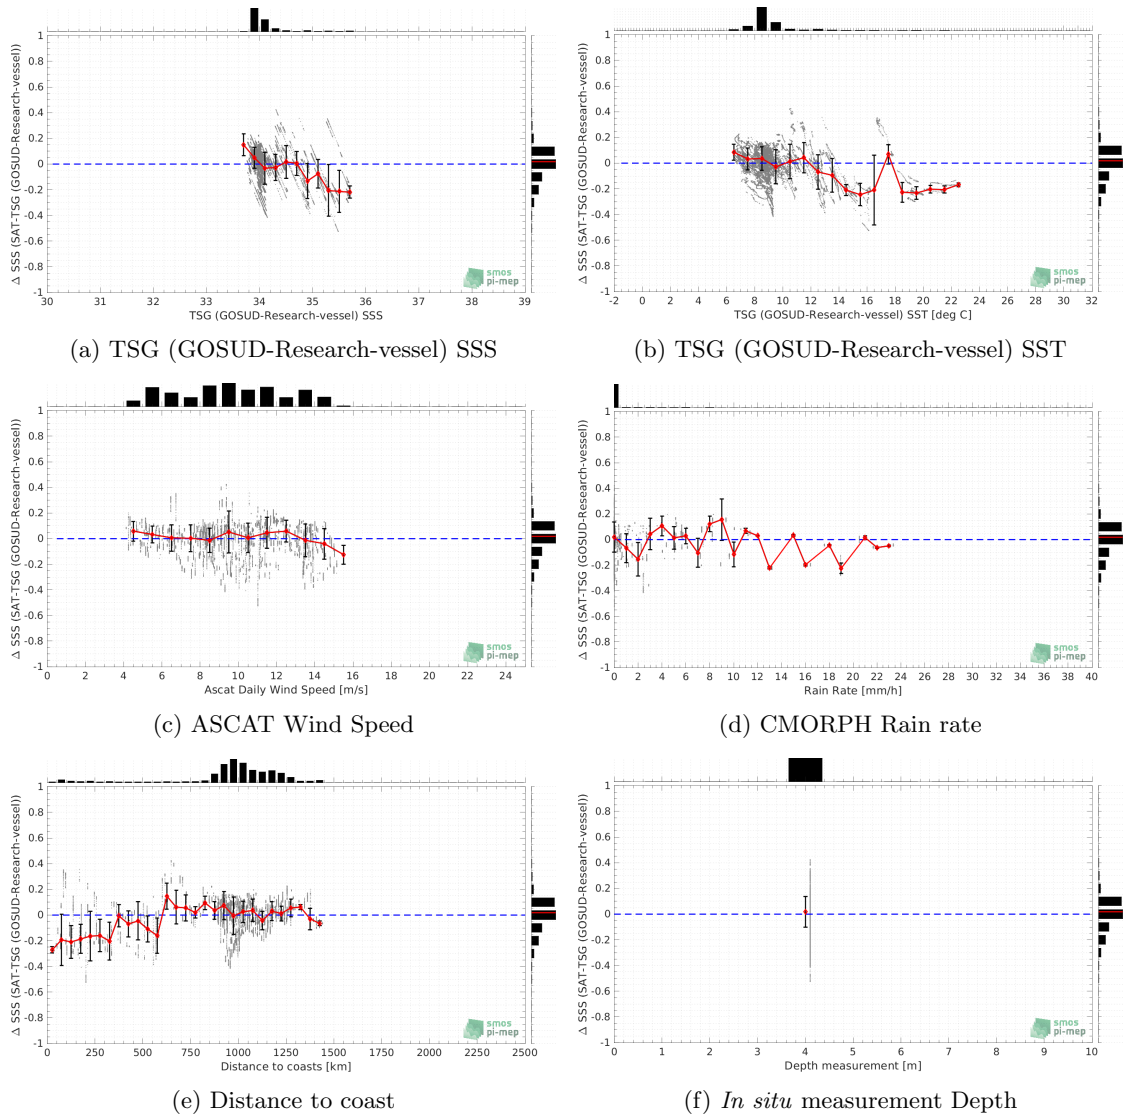 Δ SSS (SAT-TSG (GOSUD-Research-vessel))
1
0.8
0.6
0.4
0.2
0
-0.2
-0.4
-0.6
-0.8
-1
30 31 32 33 34 35 36 37 38 39
TSG (GOSUD-Research-vessel) SSS
smos
pi-mep
(a) TSG (GOSUD-Research-vessel) SSS
Δ SSS (SAT-TSG (GOSUD-Research-vessel))
1
0.8
0.6
0.4
0.2
0
-0.2
-0.4
-0.6
-0.8
-1
-2 0 2 4 6 8 10 12 14 16 18 20 22 24 26 28 30 32
TSG (GOSUD-Research-vessel) SST [deg C]
smos
pi-mep
(b) TSG (GOSUD-Research-vessel) SST
Δ SSS (SAT-TSG (GOSUD-Research-vessel))
1
0.8
0.6
0.4
0.2
0
-0.2
-0.4
-0.6
-0.8
-1
0 2 4 6 8 10 12 14 16 18 20 22 24
Ascat Daily Wind Speed [m/s]
smos
pi-mep
(c) ASCAT Wind Speed
Δ SSS (SAT-TSG (GOSUD-Research-vessel))
1
0.8
0.6
0.4
0.2
0
-0.2
-0.4
-0.6
-0.8
-1
0 2 4 6 8 10 12 14 16 18 20 22 24 26 28 30 32 34 36 38 40
Rain Rate [mm/h]
smos
pi-mep
(d) CMORPH Rain rate
Δ SSS (SAT-TSG (GOSUD-Research-vessel))
1
0.8
0.6
0.4
0.2
0
-0.2
-0.4
-0.6
-0.8
-1
0 250 500 750 1000 1250 1500 1750 2000 2250 2500
Distance to coasts [km]
smos
pi-mep
(e) Distance to coast
Δ SSS (SAT-TSG (GOSUD-Research-vessel))
1
0.8
0.6
0.4
0.2
0
-0.2
-0.4
-0.6
-0.8
-1
0 1 2 3 4 5 6 7 8 9 10
Depth measurement [m]
smos
pi-mep
(f) In situ measurement Depth